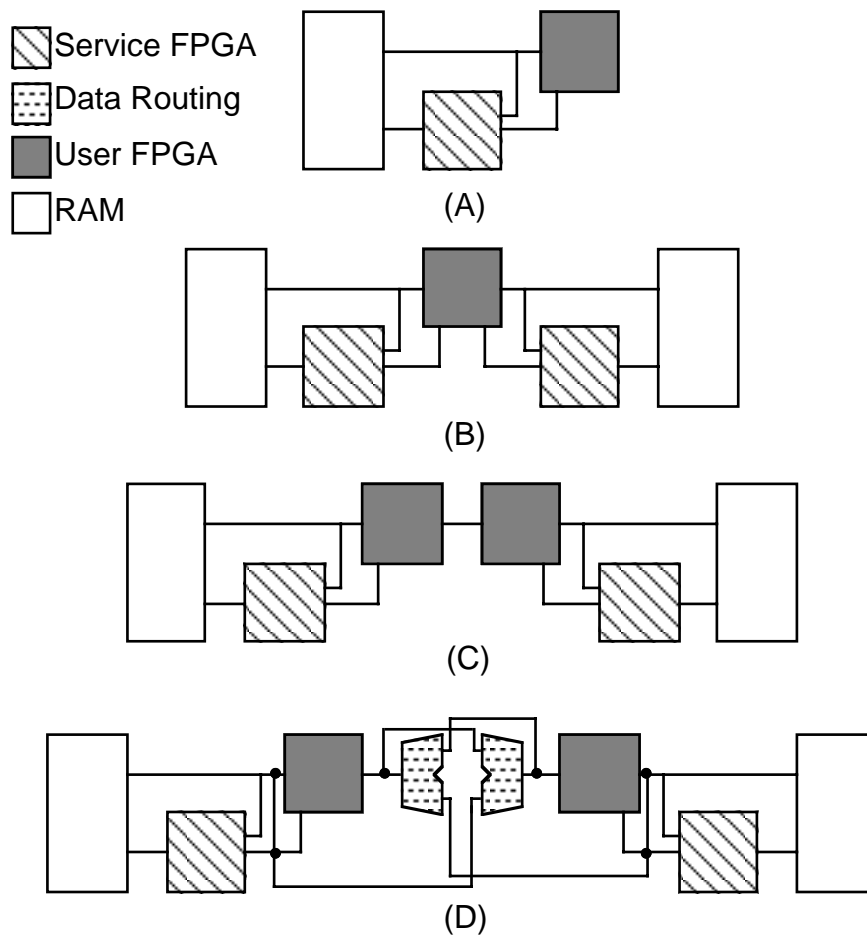 Service FPGA
Data Routing
User FPGA
RAM
(A)
(B)
(C)
(D)